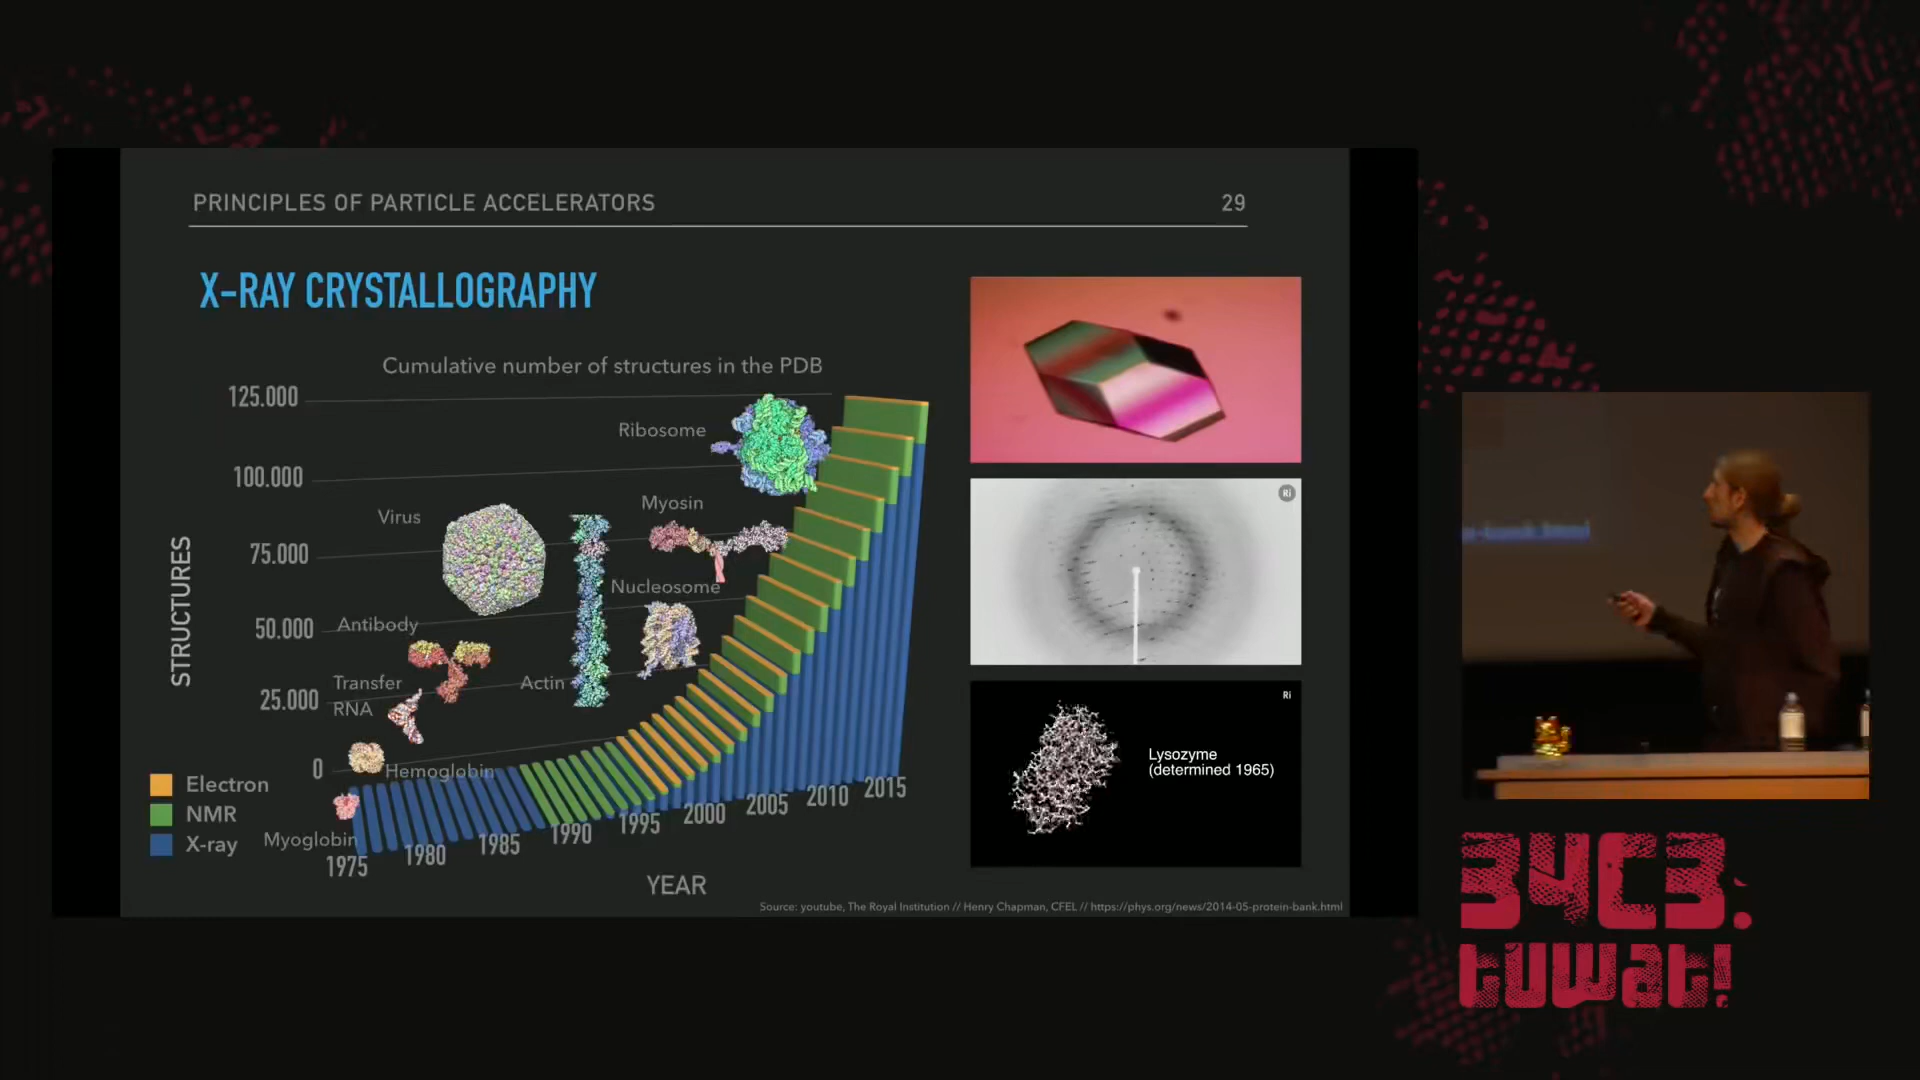 PRINCIPLES OF PARTICLE ACCELERATORS
29
X-RAY CRYSTALLOGRAPHY
Cumulative number of structures in the PDB
125.000
100.000
75.000
50.000
25.000
0
STRUCTURES
Ribosome
Myosin
Virus
Nucleosome
Antibody
Transfer
RNA
Actin
Hemoglobin
Myoglobin
Electron
NMR
X-ray
1975
1980
1985
1990
1995
2000
2005
2010
2015
YEAR
Ri
Ri
Lysozyme
(determined 1965)
Source: youtube, The Royal Institution // Henry Chapman, CFEL // https://phys.org/news/2014-05-protein-bank.html
34C3.
tuwat!